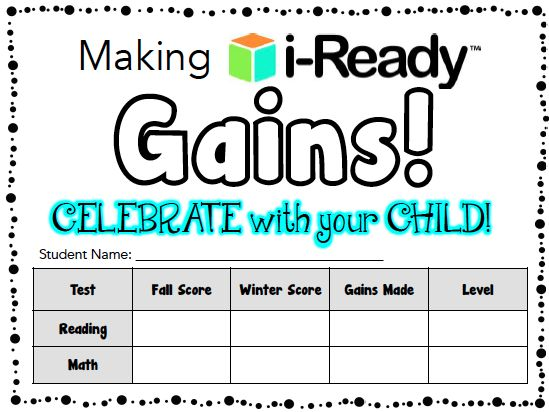 Making i-Ready™
Gains!
CELEBRATE with your CHILD!
Student Name: ____________________________
Test Fall Score Winter Score Gains Made Level
Reading
Math